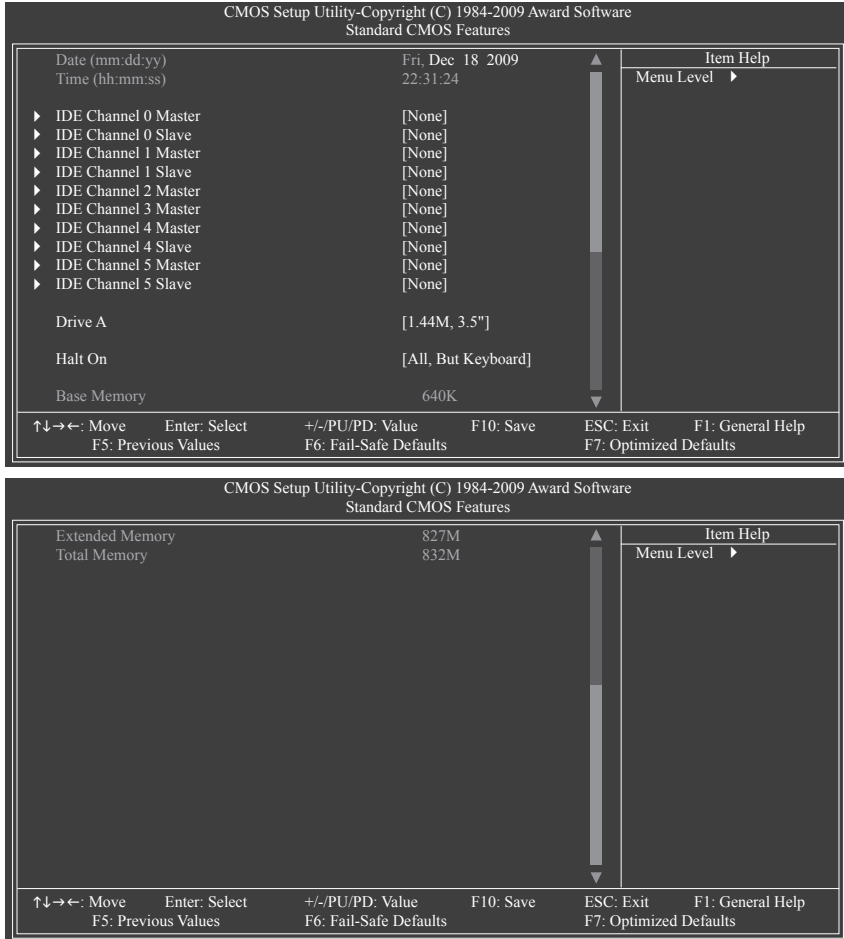 CMOS Setup Utility-Copyright (C) 1984-2009 Award Software
Standard CMOS Features
Date (mm:dd:yy) Fri, Dec 18 2009
Time (hh:mm:ss) 22:31:24
IDE Channel 0 Master [None]
IDE Channel 0 Slave [None]
IDE Channel 1 Master [None]
IDE Channel 1 Slave [None]
IDE Channel 2 Master [None]
IDE Channel 3 Master [None]
IDE Channel 4 Master [None]
IDE Channel 4 Slave [None]
IDE Channel 5 Master [None]
IDE Channel 5 Slave [None]
Drive A [1.44M, 3.5"]
Halt On [All, But Keyboard]
Base Memory 640K
Item Help
Menu Level
↑↓→←: Move Enter: Select +/-/PU/PD: Value F10: Save ESC: Exit F1: General Help
F5: Previous Values F6: Fail-Safe Defaults F7: Optimized Defaults
CMOS Setup Utility-Copyright (C) 1984-2009 Award Software
Standard CMOS Features
Extended Memory 827M
Total Memory 832M
Item Help
Menu Level
↑↓→←: Move Enter: Select +/-/PU/PD: Value F10: Save ESC: Exit F1: General Help
F5: Previous Values F6: Fail-Safe Defaults F7: Optimized Defaults